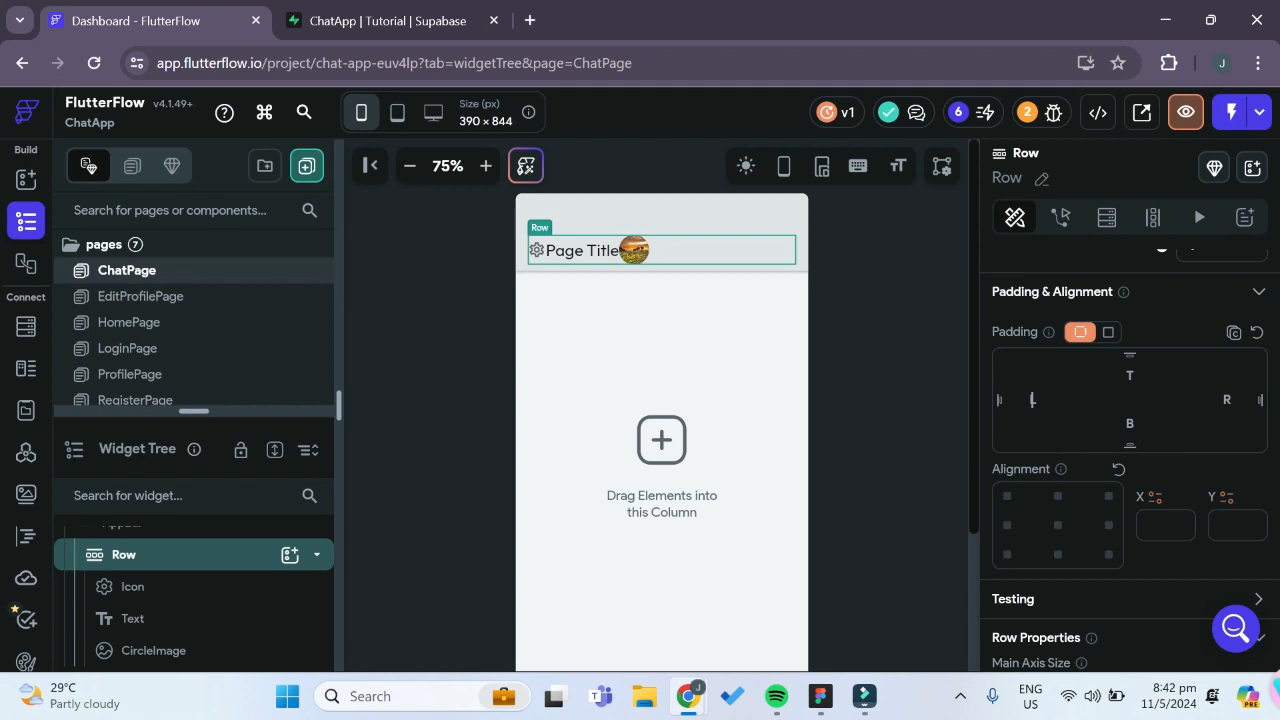 Dashboard - FlutterFlow
ChatApp | Tutorial | Supabase
app.flutterflow.io/project/chat-app-euv4lp?tab=widgetTree&page=ChatPage
J
FlutterFlow v4.1.49+
ChatApp
Size (px)
390 × 844
v1
6
2
Build
75%
Row
Row
Search for pages or components...
pages 7
ChatPage
EditProfilePage
HomePage
LoginPage
ProfilePage
RegisterPage
Connect
Row
Page Title
Drag Elements into
this Column
Padding & Alignment
Padding
T
L
R
B
Alignment
X
Y
Testing
Row Properties
Main Axis Size
Widget Tree
Search for widget...
AppBar
Row
Icon
Text
CircleImage
29°C
Partly cloudy
Search
ENG
US
8:42 pm
11/5/2024
PRE